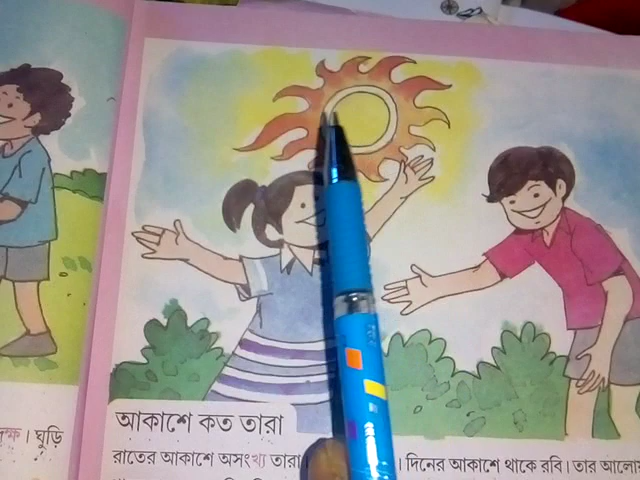 ঘুড়ি
আকাশে কত তারা
রাতের আকাশে অসংখ্য তারা । দিনের আকাশে থাকে রবি। তার আলোয়